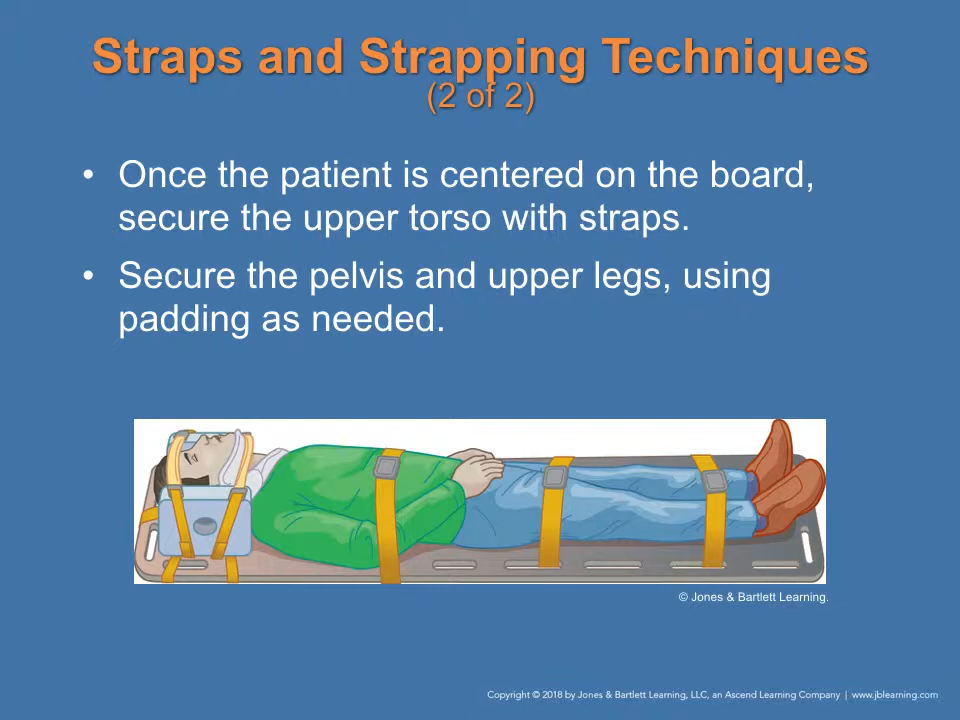 Straps and Strapping Techniques
(2 of 2)
• Once the patient is centered on the board,
secure the upper torso with straps.
• Secure the pelvis and upper legs, using
padding as needed.
© Jones & Bartlett Learning.
Copyright © 2018 by Jones & Bartlett Learning, LLC, an Ascend Learning Company | www.jblearning.com